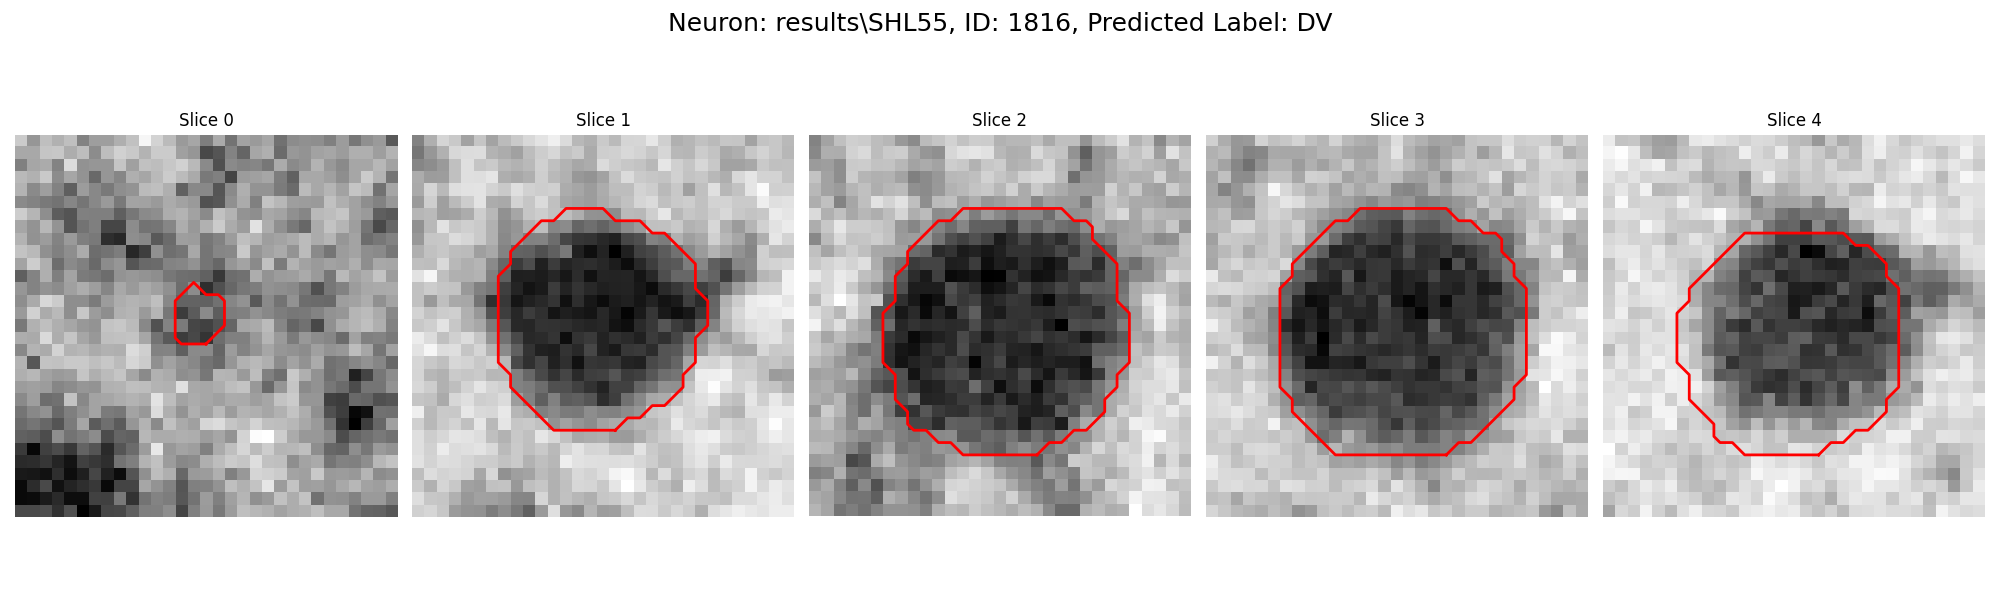 Neuron: results\SHL55, ID: 1816, Predicted Label: DV
Slice 0
Slice 1
Slice 2
Slice 3
Slice 4